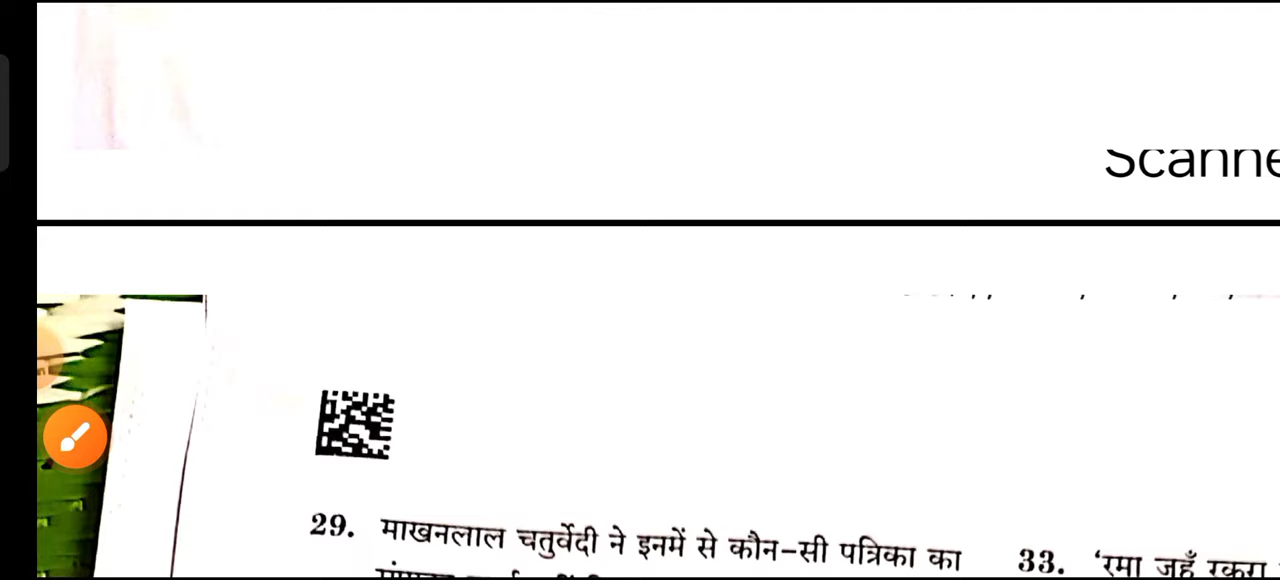 Scanne
29. माखनलाल चतुर्वेदी ने इनमें से कौन-सी पत्रिका का
33. 'रमा जहँ